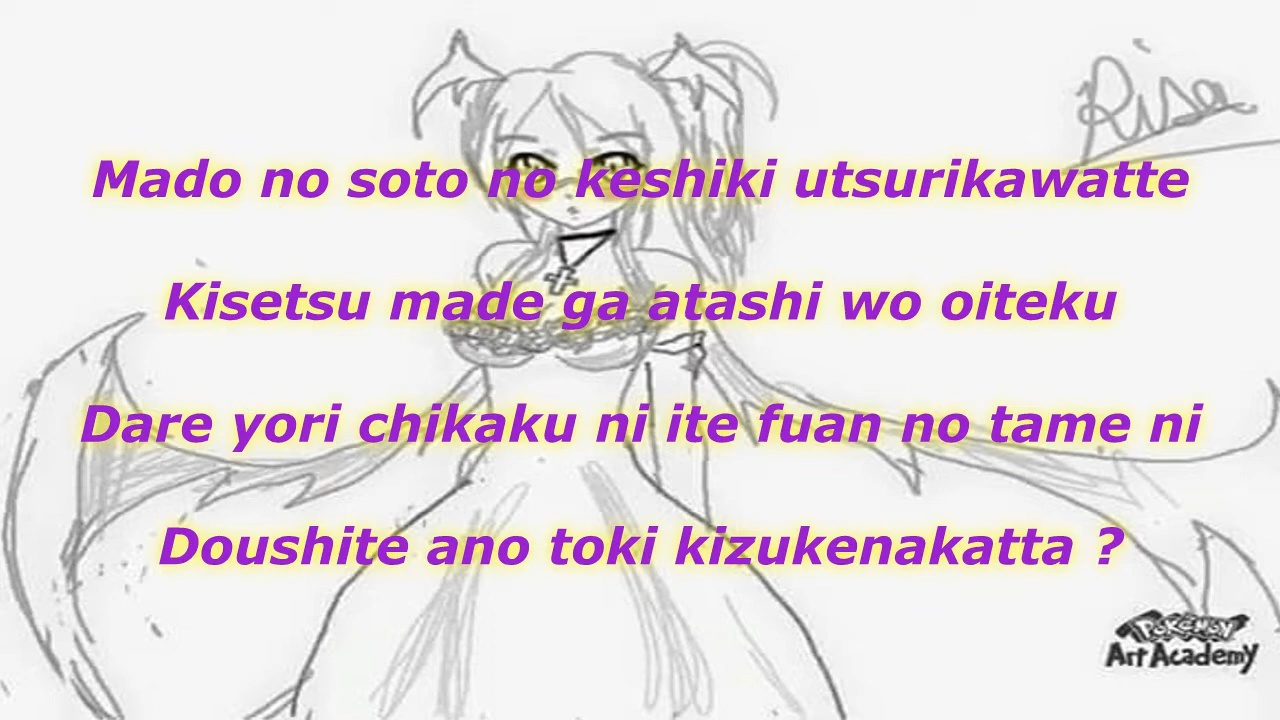 Risa
Mado no soto no keshiki utsurikawatte
Kisetsu made ga atashi wo oiteku
Dare yori chikaku ni ite fuan no tame ni
Doushite ano toki kizukenakatta ?
POKÉMON
Art Academy